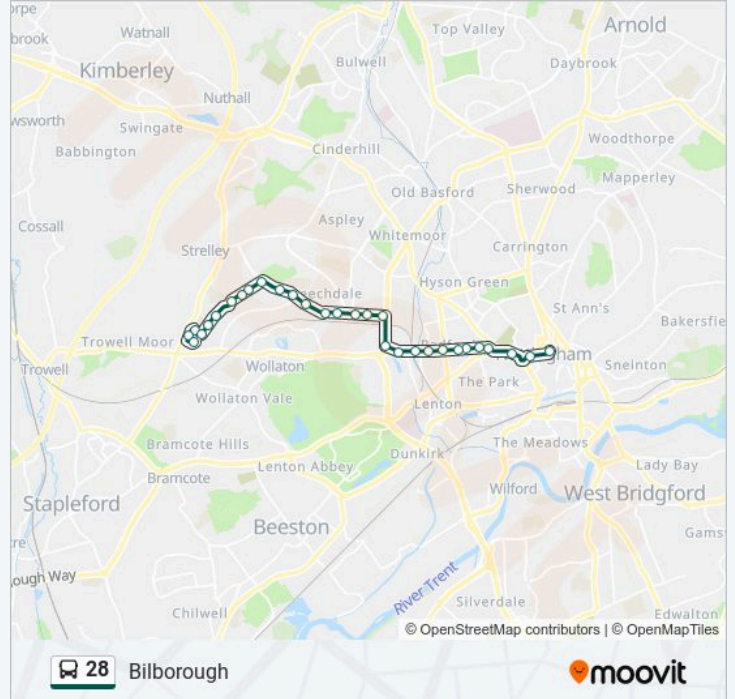 Arnold
Top Valley
Watnall
Daybrook
Bulwell
Kimberley
Nuthall
Woodthorpe
Swingate
Babbington
Cinderhill
Mapperley
Old Basford
Sherwood
Aspley
Cossall
Whitemoor
Carrington
Strelley
Hyson Green
St Ann's
Trowell Moor
Wollaton
Sneinton
Trowell
The Park
Wollaton Vale
Lenton
Bramcote Hills
The Meadows
Dunkirk
Lenton Abbey
Lady Bay
Bramcote
Wilford
West Bridgford
Stapleford
Beeston
River Trent
Silverdale
Chilwell
Edwalton
© OpenStreetMap contributors | © OpenMapTiles
28 Bilborough
moovit